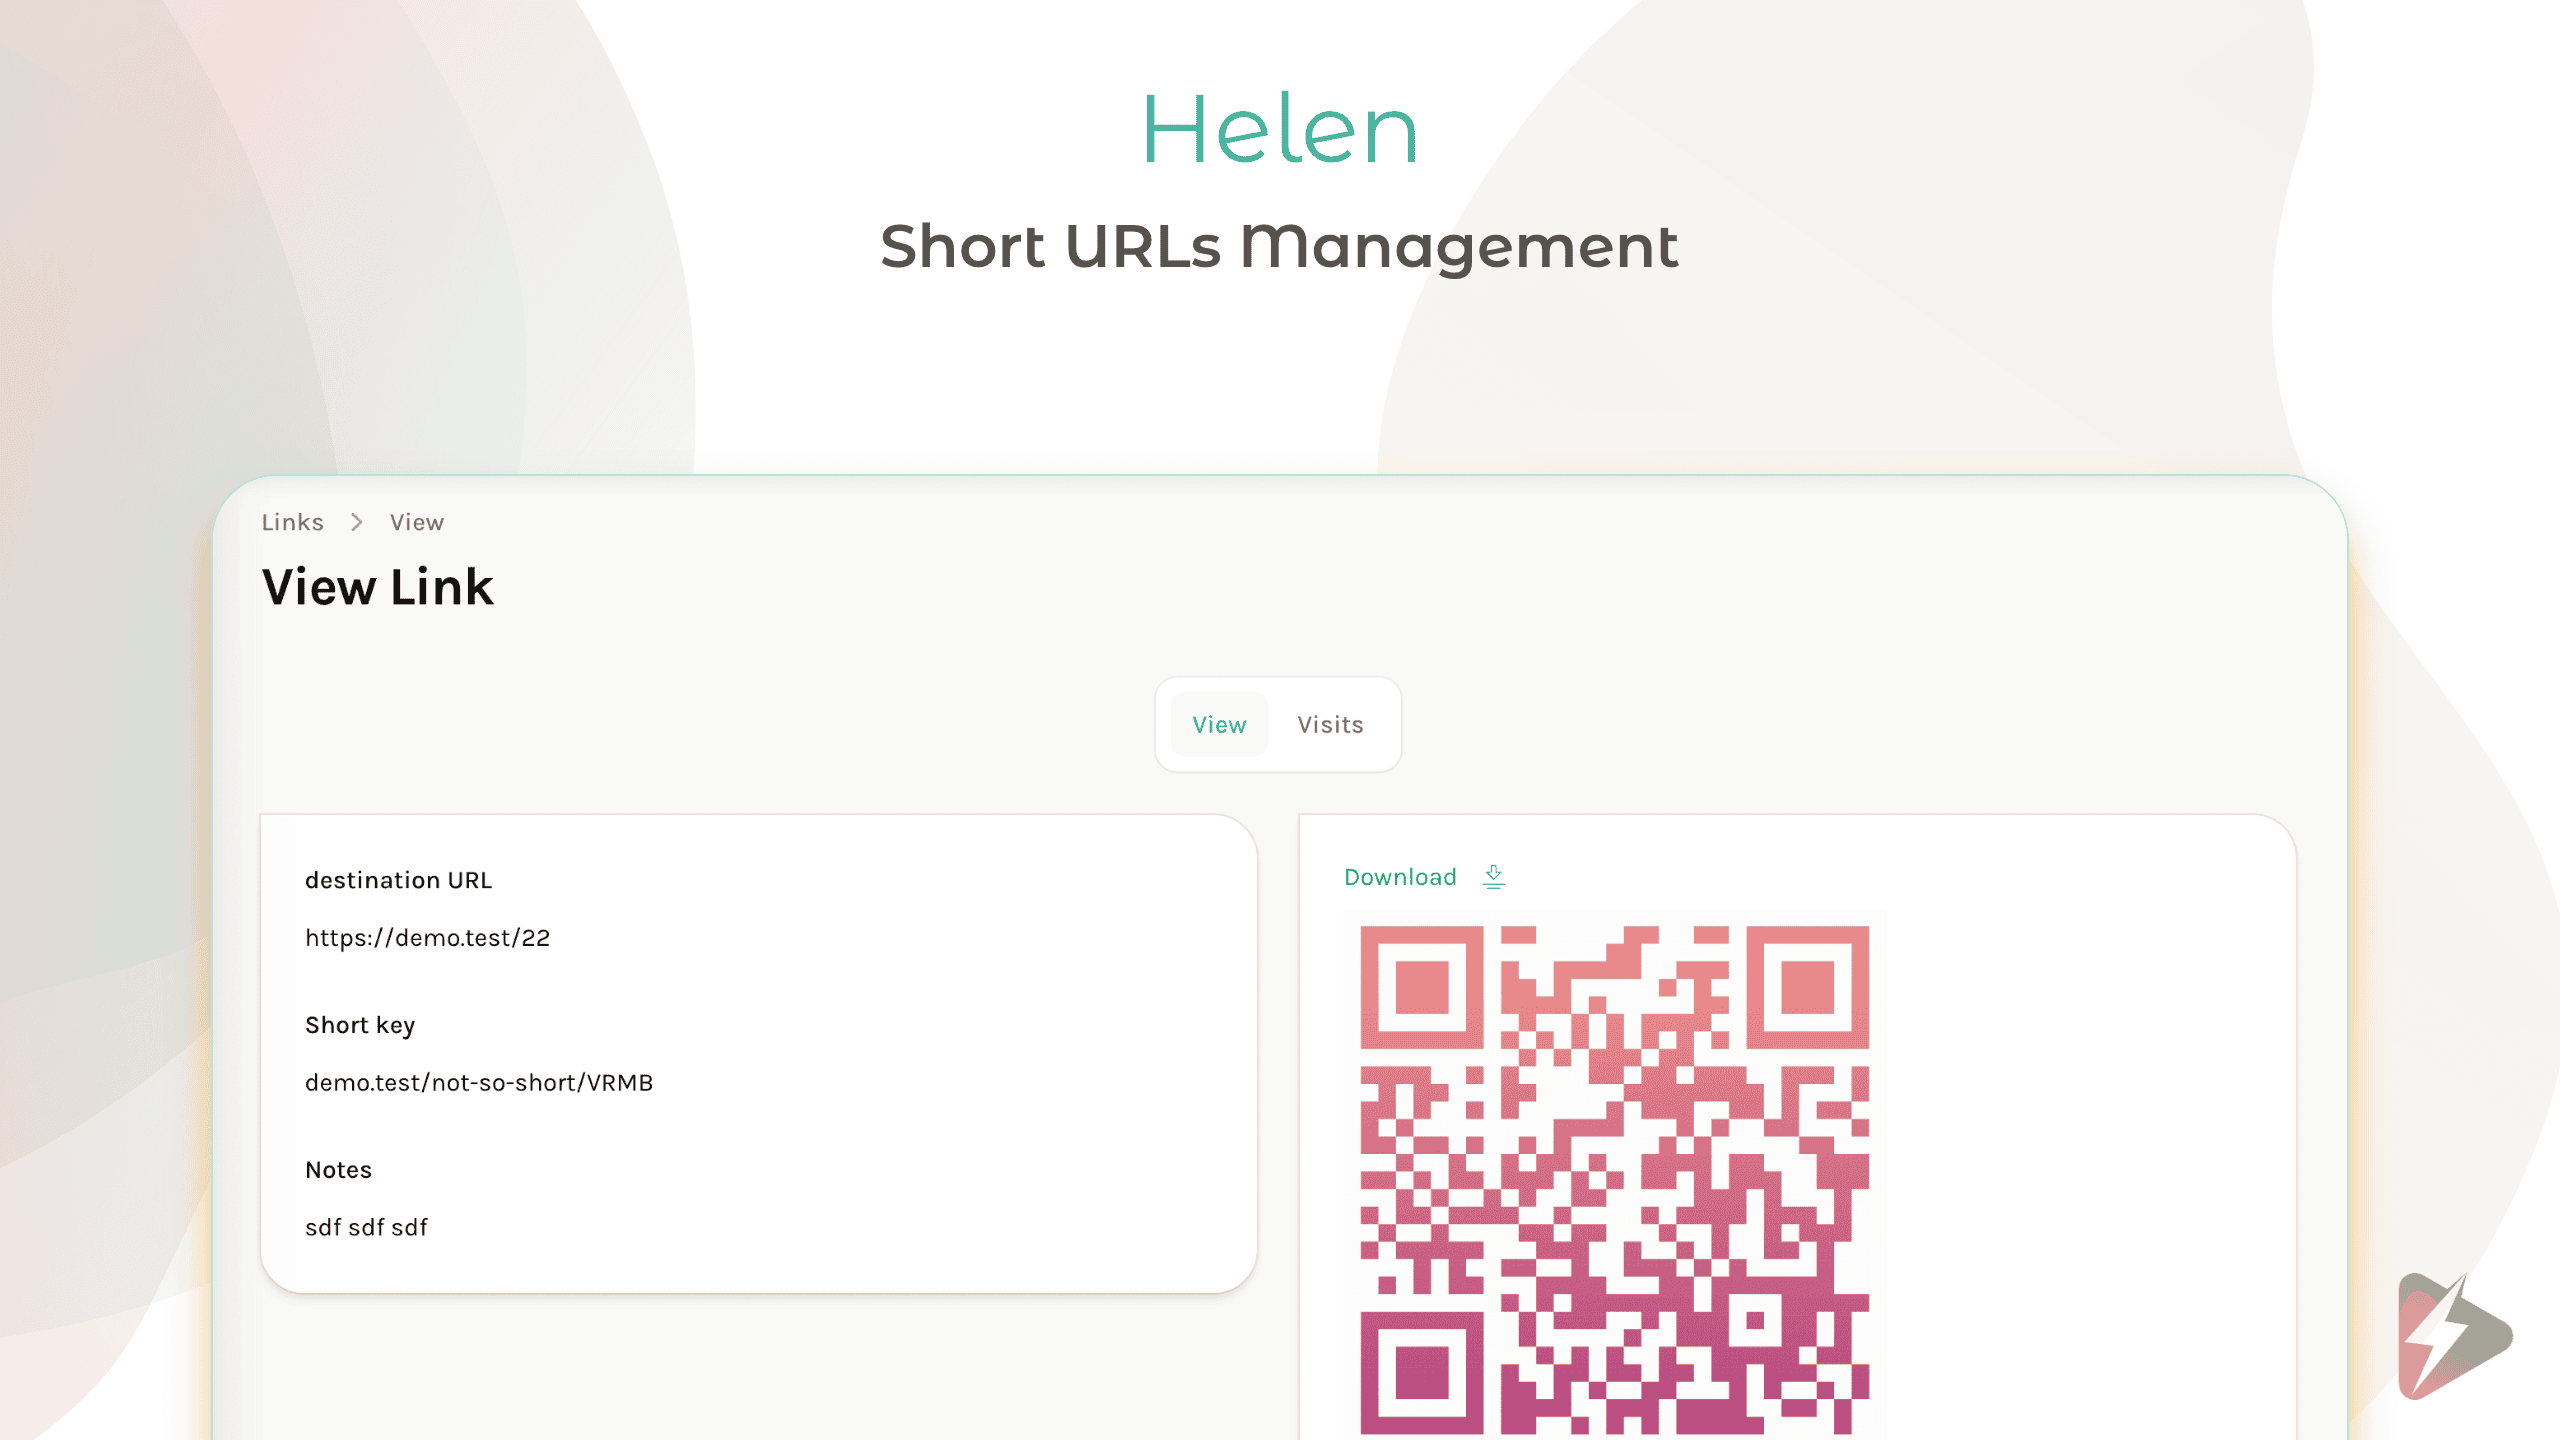 Helen
Short URLs Management
Links > View
View Link
View Visits
destination URL
https://demo.test/22
Short key
demo.test/not-so-short/VRMB
Notes
sdf sdf sdf
Download